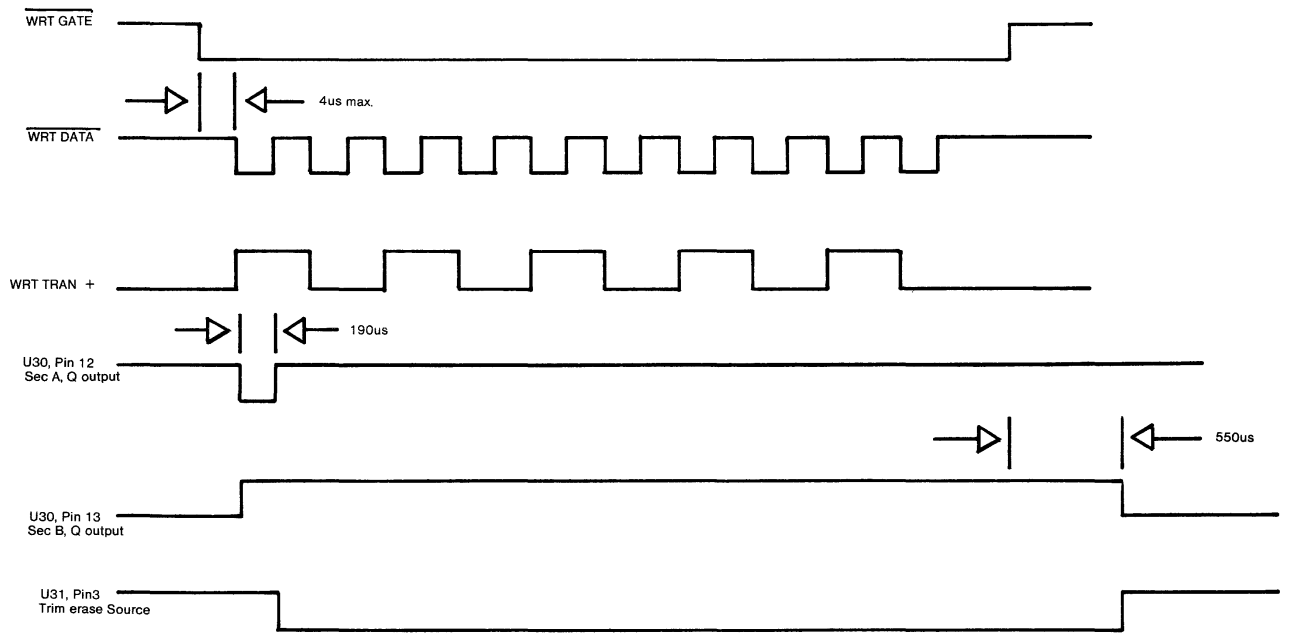 WRT GATE
4us max.
WRT DATA
WRT TRAN +
190us
U30, Pin 12
Sec A, Q output
550us
U30, Pin 13
Sec B, Q output
U31, Pin3
Trim erase Source